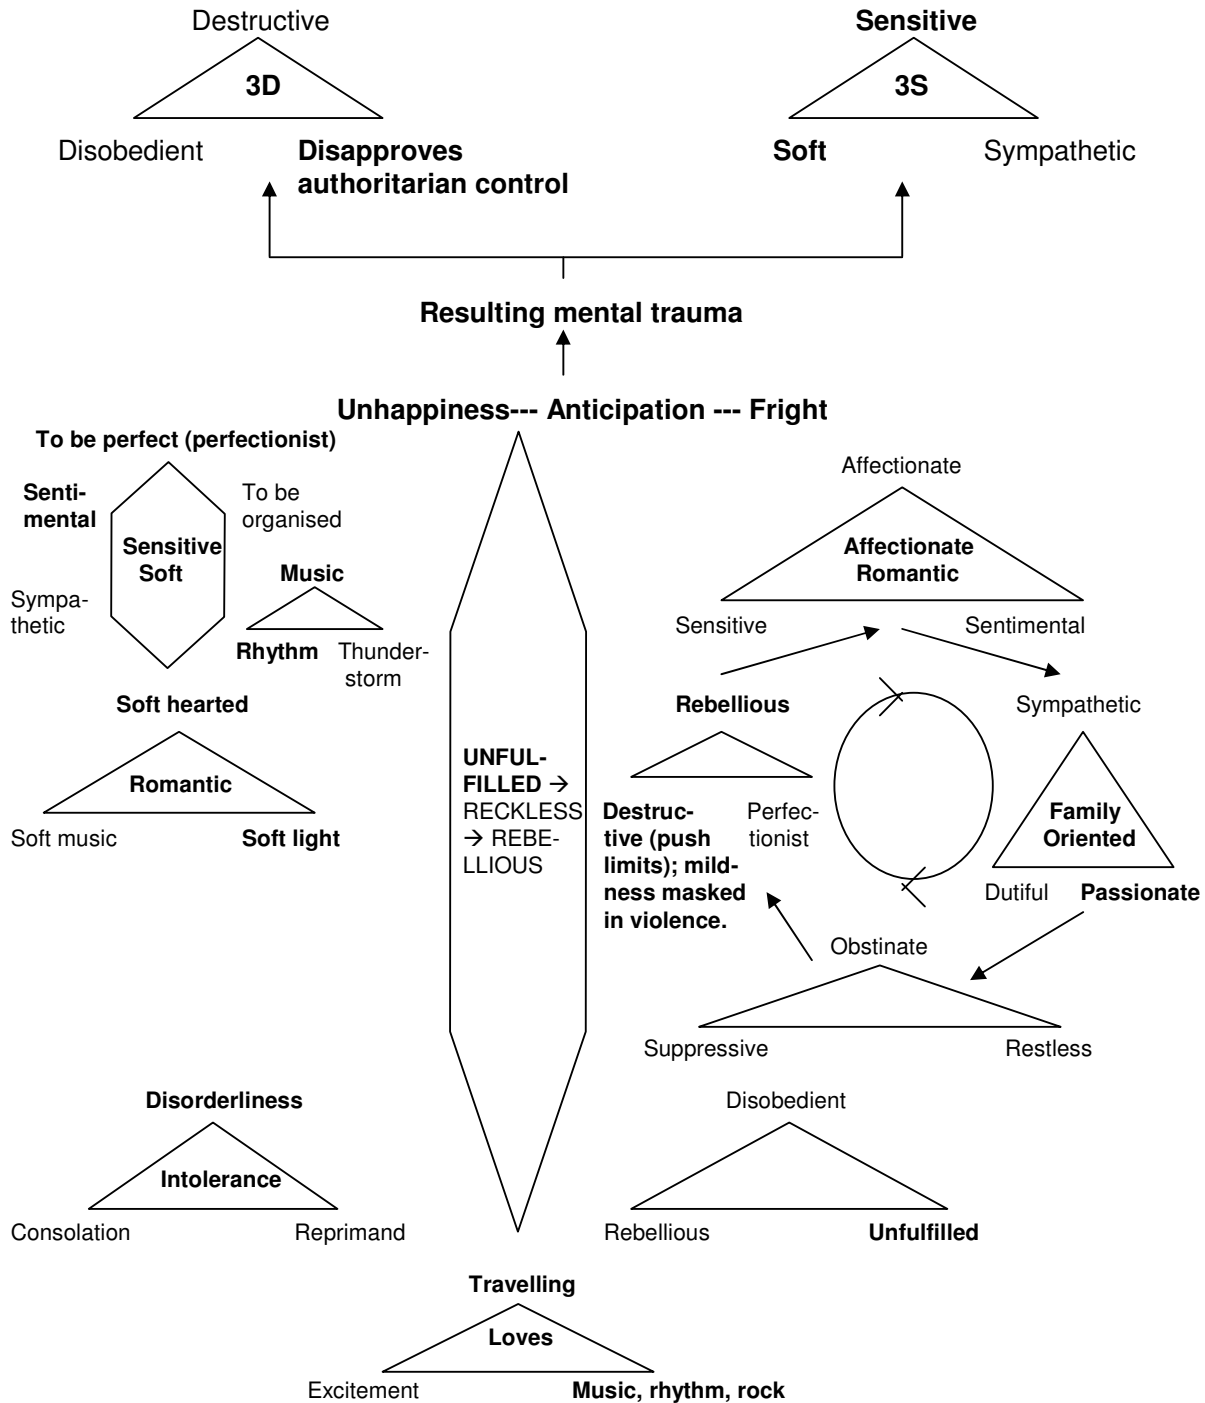 Destructive
3D
Disobedient
Disapproves
authoritarian control
Sensitive
3S
Soft
Sympathetic
Resulting mental trauma
Unhappiness--- Anticipation --- Fright
To be perfect (perfectionist)
Senti-
mental
To be
organised
Sensitive
Soft
Sympa-
thetic
Music
Rhythm
Thunder-
storm
Soft hearted
Romantic
Soft music
Soft light
UNFUL-
FILLED →
RECKLESS
→ REBE-
LLIOUS
Affectionate
Affectionate
Romantic
Sensitive
Sentimental
Rebellious
Destruc-
tive (push
limits); mild-
ness masked
in violence.
Perfec-
tionist
Sympathetic
Family
Oriented
Dutiful
Passionate
Obstinate
Suppressive
Restless
Disorderliness
Intolerance
Consolation
Reprimand
Disobedient
Rebellious
Unfulfilled
Travelling
Loves
Excitement
Music, rhythm, rock